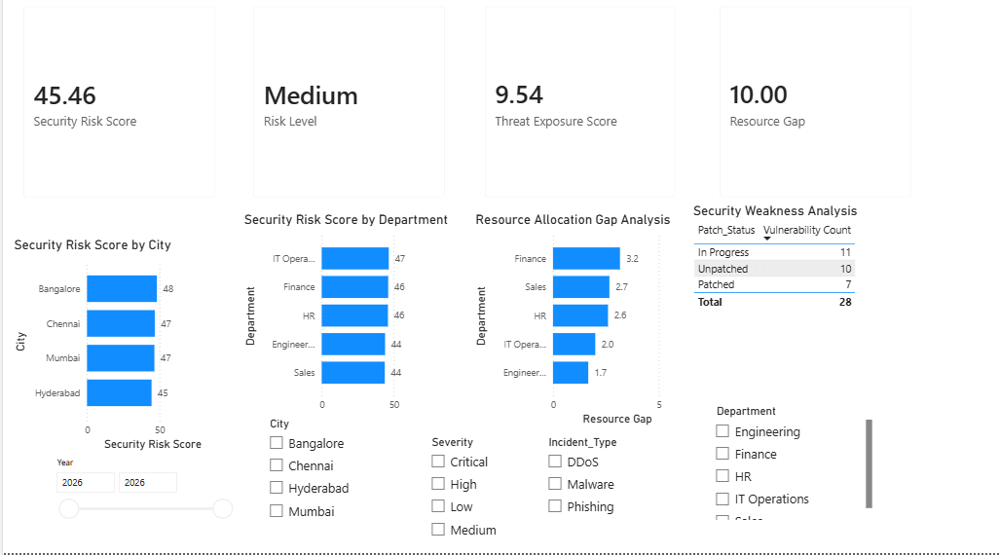 45.46
Security Risk Score
Medium
Risk Level
9.54
Threat Exposure Score
10.00
Resource Gap
Security Risk Score by City
City
Bangalore 48
Chennai 47
Mumbai 47
Hyderabad 45
0 50
Security Risk Score
Security Risk Score by Department
Department
IT Opera... 47
Finance 46
HR 46
Engineer... 44
Sales 44
0 50
Resource Allocation Gap Analysis
Department
Finance 3.2
Sales 2.7
HR 2.6
IT Opera... 2.0
Engineer... 1.7
0 5
Resource Gap
Security Weakness Analysis
Patch_Status Vulnerability Count
In Progress 11
Unpatched 10
Patched 7
Total 28
Year
2026 2026
City
Bangalore
Chennai
Hyderabad
Mumbai
Severity
Critical
High
Low
Medium
Incident_Type
DDoS
Malware
Phishing
Department
Engineering
Finance
HR
IT Operations
Sales